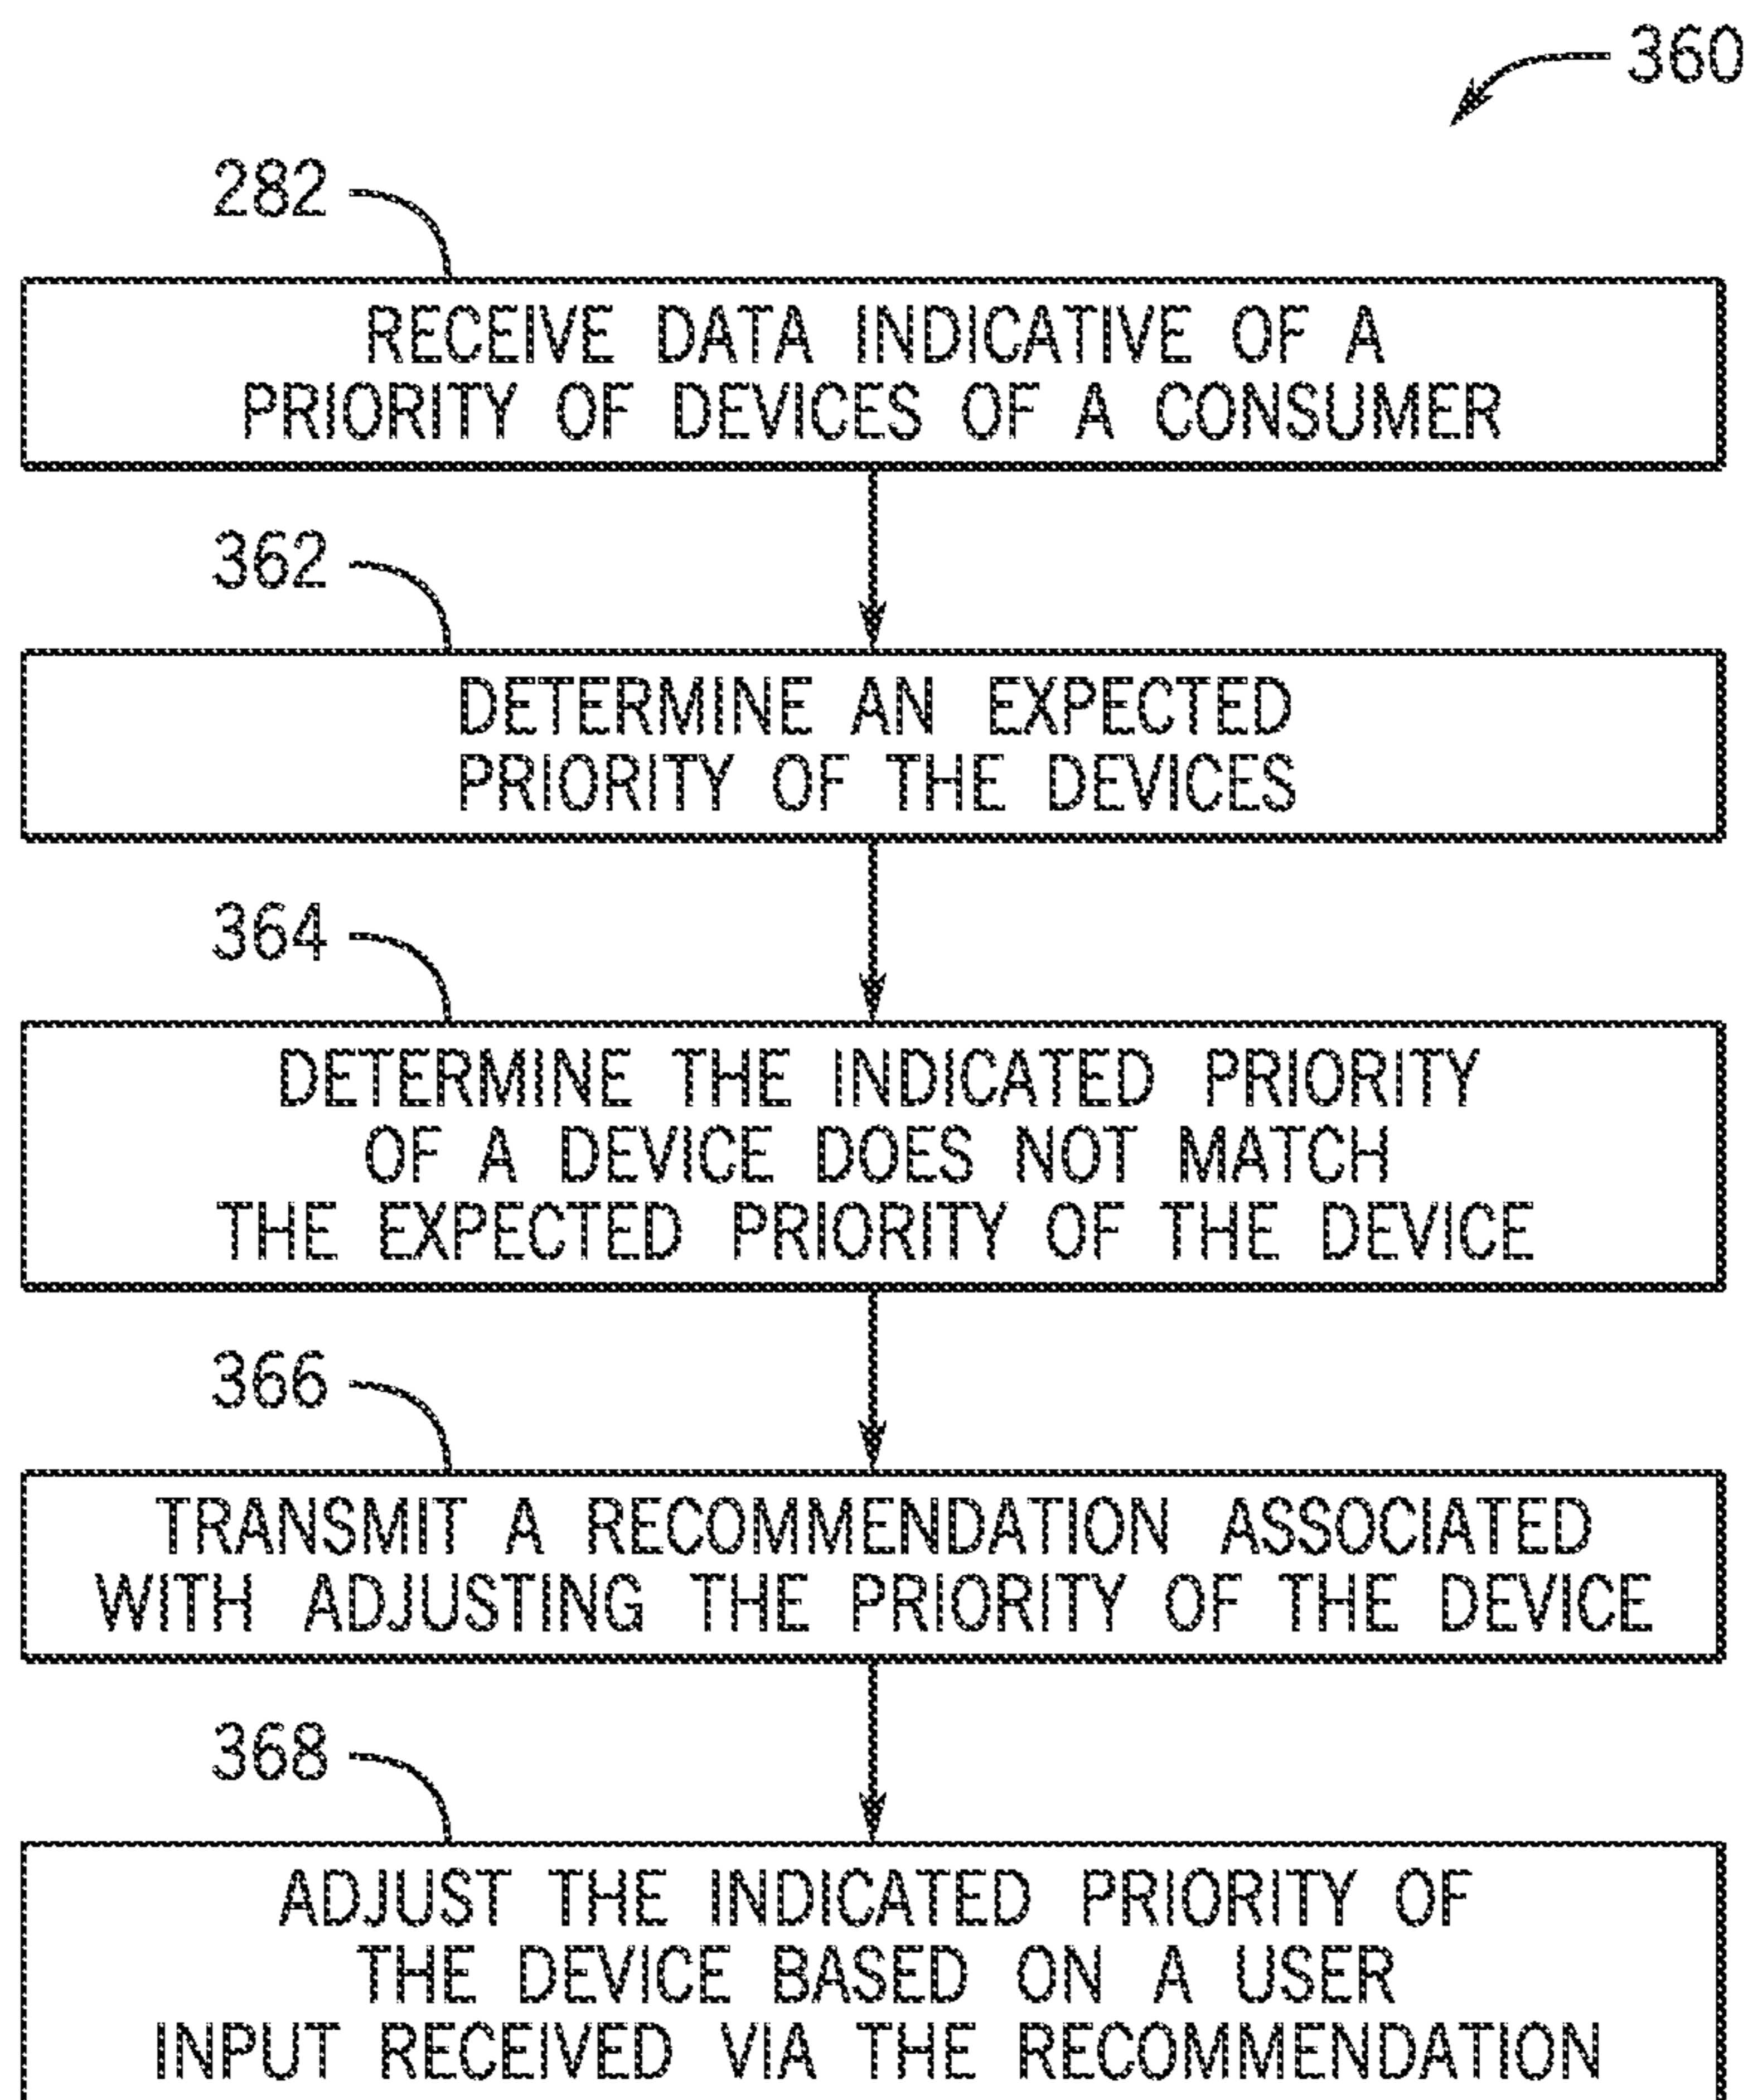 360
282
RECEIVE DATA INDICATIVE OF A
PRIORITY OF DEVICES OF A CONSUMER
362
DETERMINE AN EXPECTED
PRIORITY OF THE DEVICES
364
DETERMINE THE INDICATED PRIORITY
OF A DEVICE DOES NOT MATCH
THE EXPECTED PRIORITY OF THE DEVICE
366
TRANSMIT A RECOMMENDATION ASSOCIATED
WITH ADJUSTING THE PRIORITY OF THE DEVICE
368
ADJUST THE INDICATED PRIORITY OF
THE DEVICE BASED ON A USER
INPUT RECEIVED VIA THE RECOMMENDATION